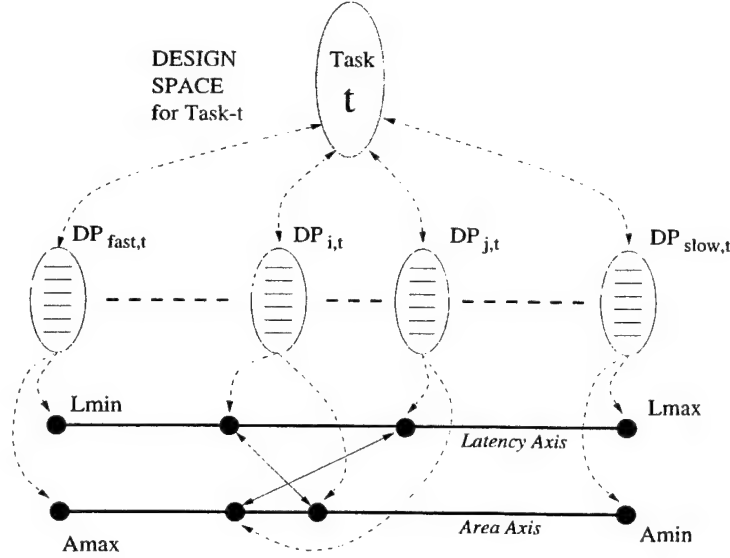 DESIGN
SPACE
for Task-t
Task
t
DP fast,t
DP i,t
DP j,t
DP slow,t
Lmin
Lmax
Latency Axis
Amax
Area Axis
Amin